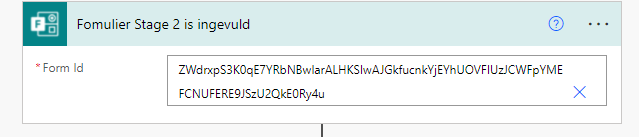 Fomulier Stage 2 is ingevuld
* Form Id
ZWdrxpS3K0qE7YRbNBwlarALHKSlwAJGkfucnkYjEYhUOVFIUzJCWFpYME
FCNUFERE9JSzU2QkE0Ry4u